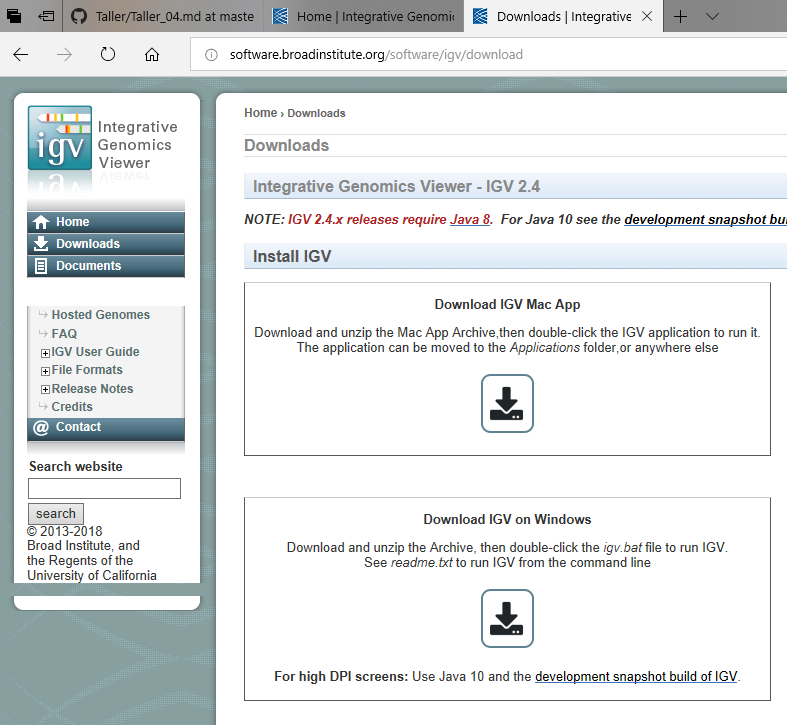 Taller/Taller_04.md at maste
Home | Integrative Genomic
Downloads | Integrative
software.broadinstitute.org/software/igv/download
igv
Integrative
Genomics
Viewer
Home
Downloads
Documents
Hosted Genomes
FAQ
IGV User Guide
File Formats
Release Notes
Credits
Contact
Search website
search
© 2013-2018
Broad Institute, and
the Regents of the
University of California
Home › Downloads
Downloads
Integrative Genomics Viewer - IGV 2.4
NOTE: IGV 2.4.x releases require Java 8. For Java 10 see the development snapshot bui
Install IGV
Download IGV Mac App
Download and unzip the Mac App Archive,then double-click the IGV application to run it.
The application can be moved to the Applications folder,or anywhere else
Download IGV on Windows
Download and unzip the Archive, then double-click the igv.bat file to run IGV.
See readme.txt to run IGV from the command line
For high DPI screens: Use Java 10 and the development snapshot build of IGV.